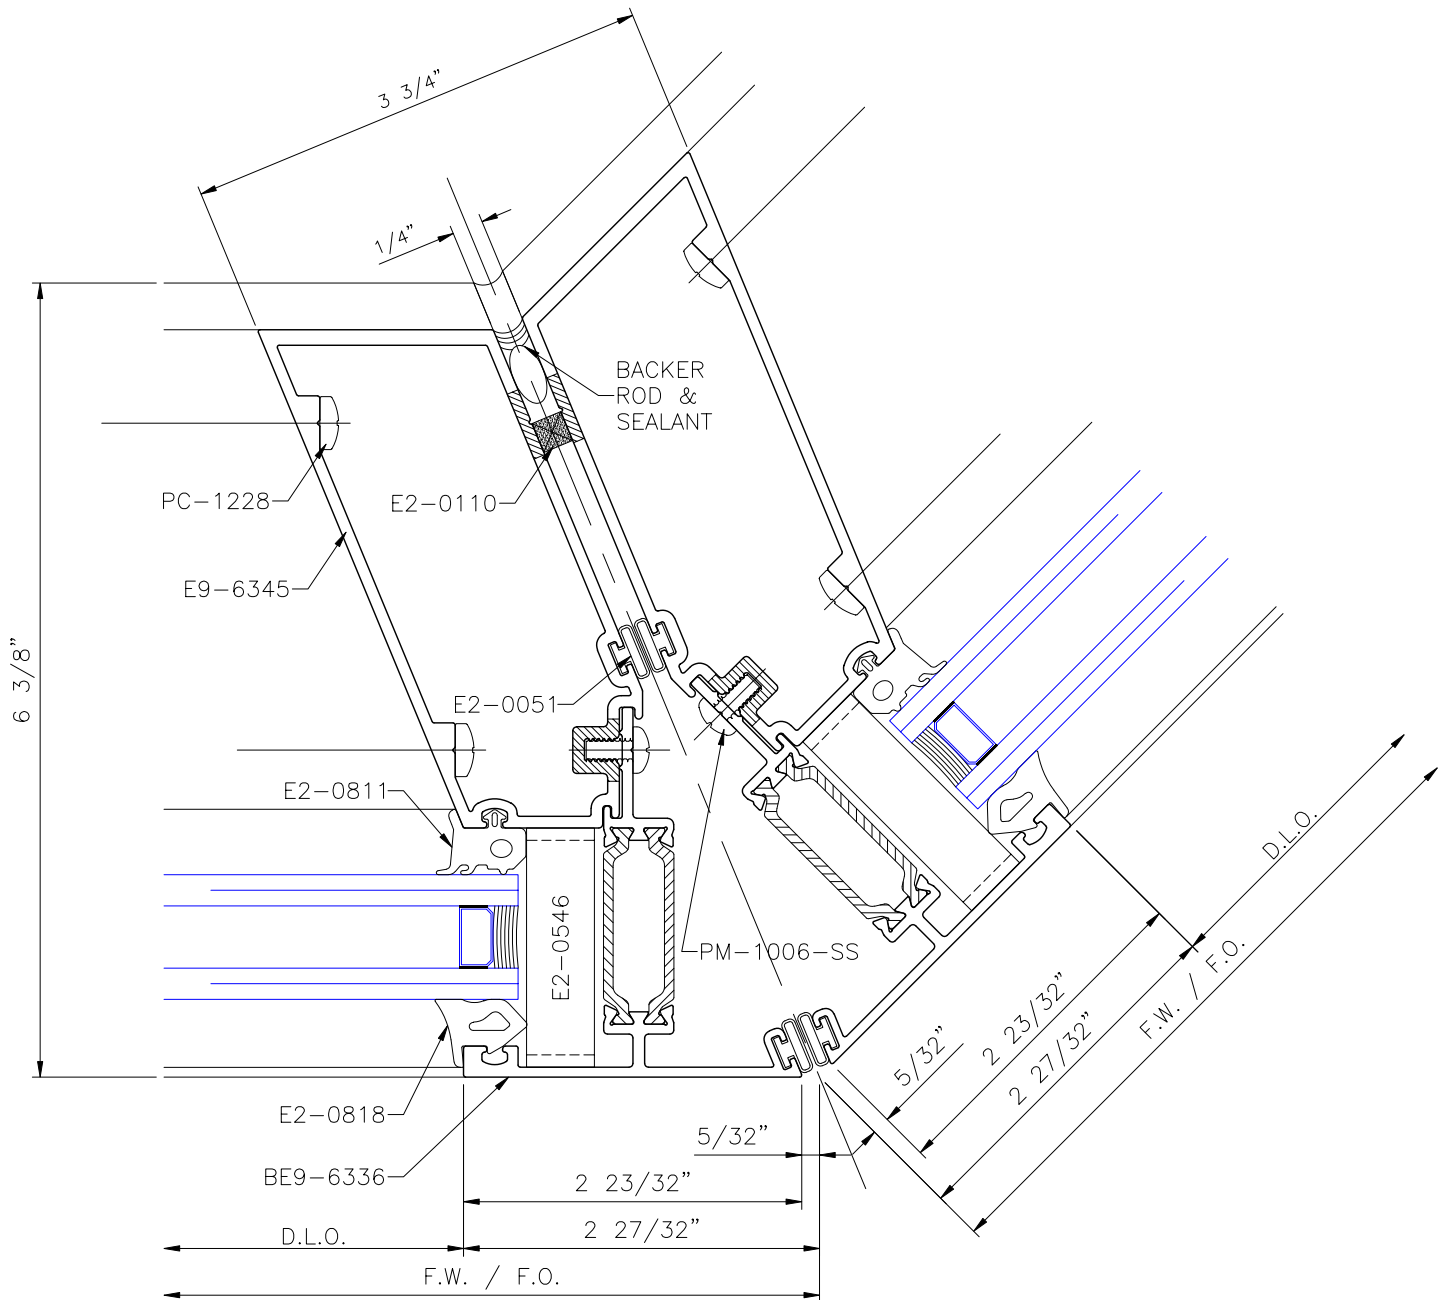 3 3/4"
1/4"
BACKER
ROD &
SEALANT
PC-1228
E2-0110
E9-6345
6 3/8"
E2-0051
E2-0811
E2-0546
PM-1006-SS
D.L.O.
F.W. / F.O.
2 23/32"
2 27/32"
5/32"
E2-0818
5/32"
BE9-6336
2 23/32"
2 27/32"
D.L.O.
F.W. / F.O.